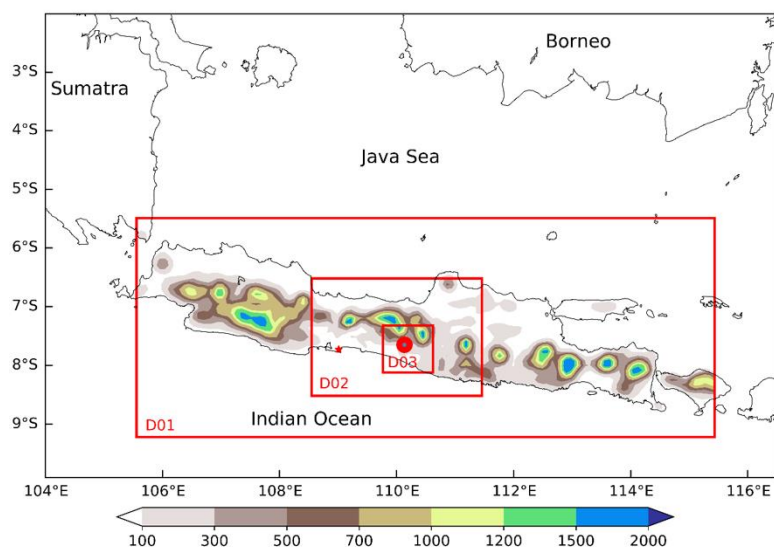 Borneo
3°S
Sumatra
4°S
Java Sea
5°S
6°S
7°S
8°S
D03
D02
9°S
D01
Indian Ocean
104°E 106°E 108°E 110°E 112°E 114°E 116°E
100 300 500 700 1000 1200 1500 2000